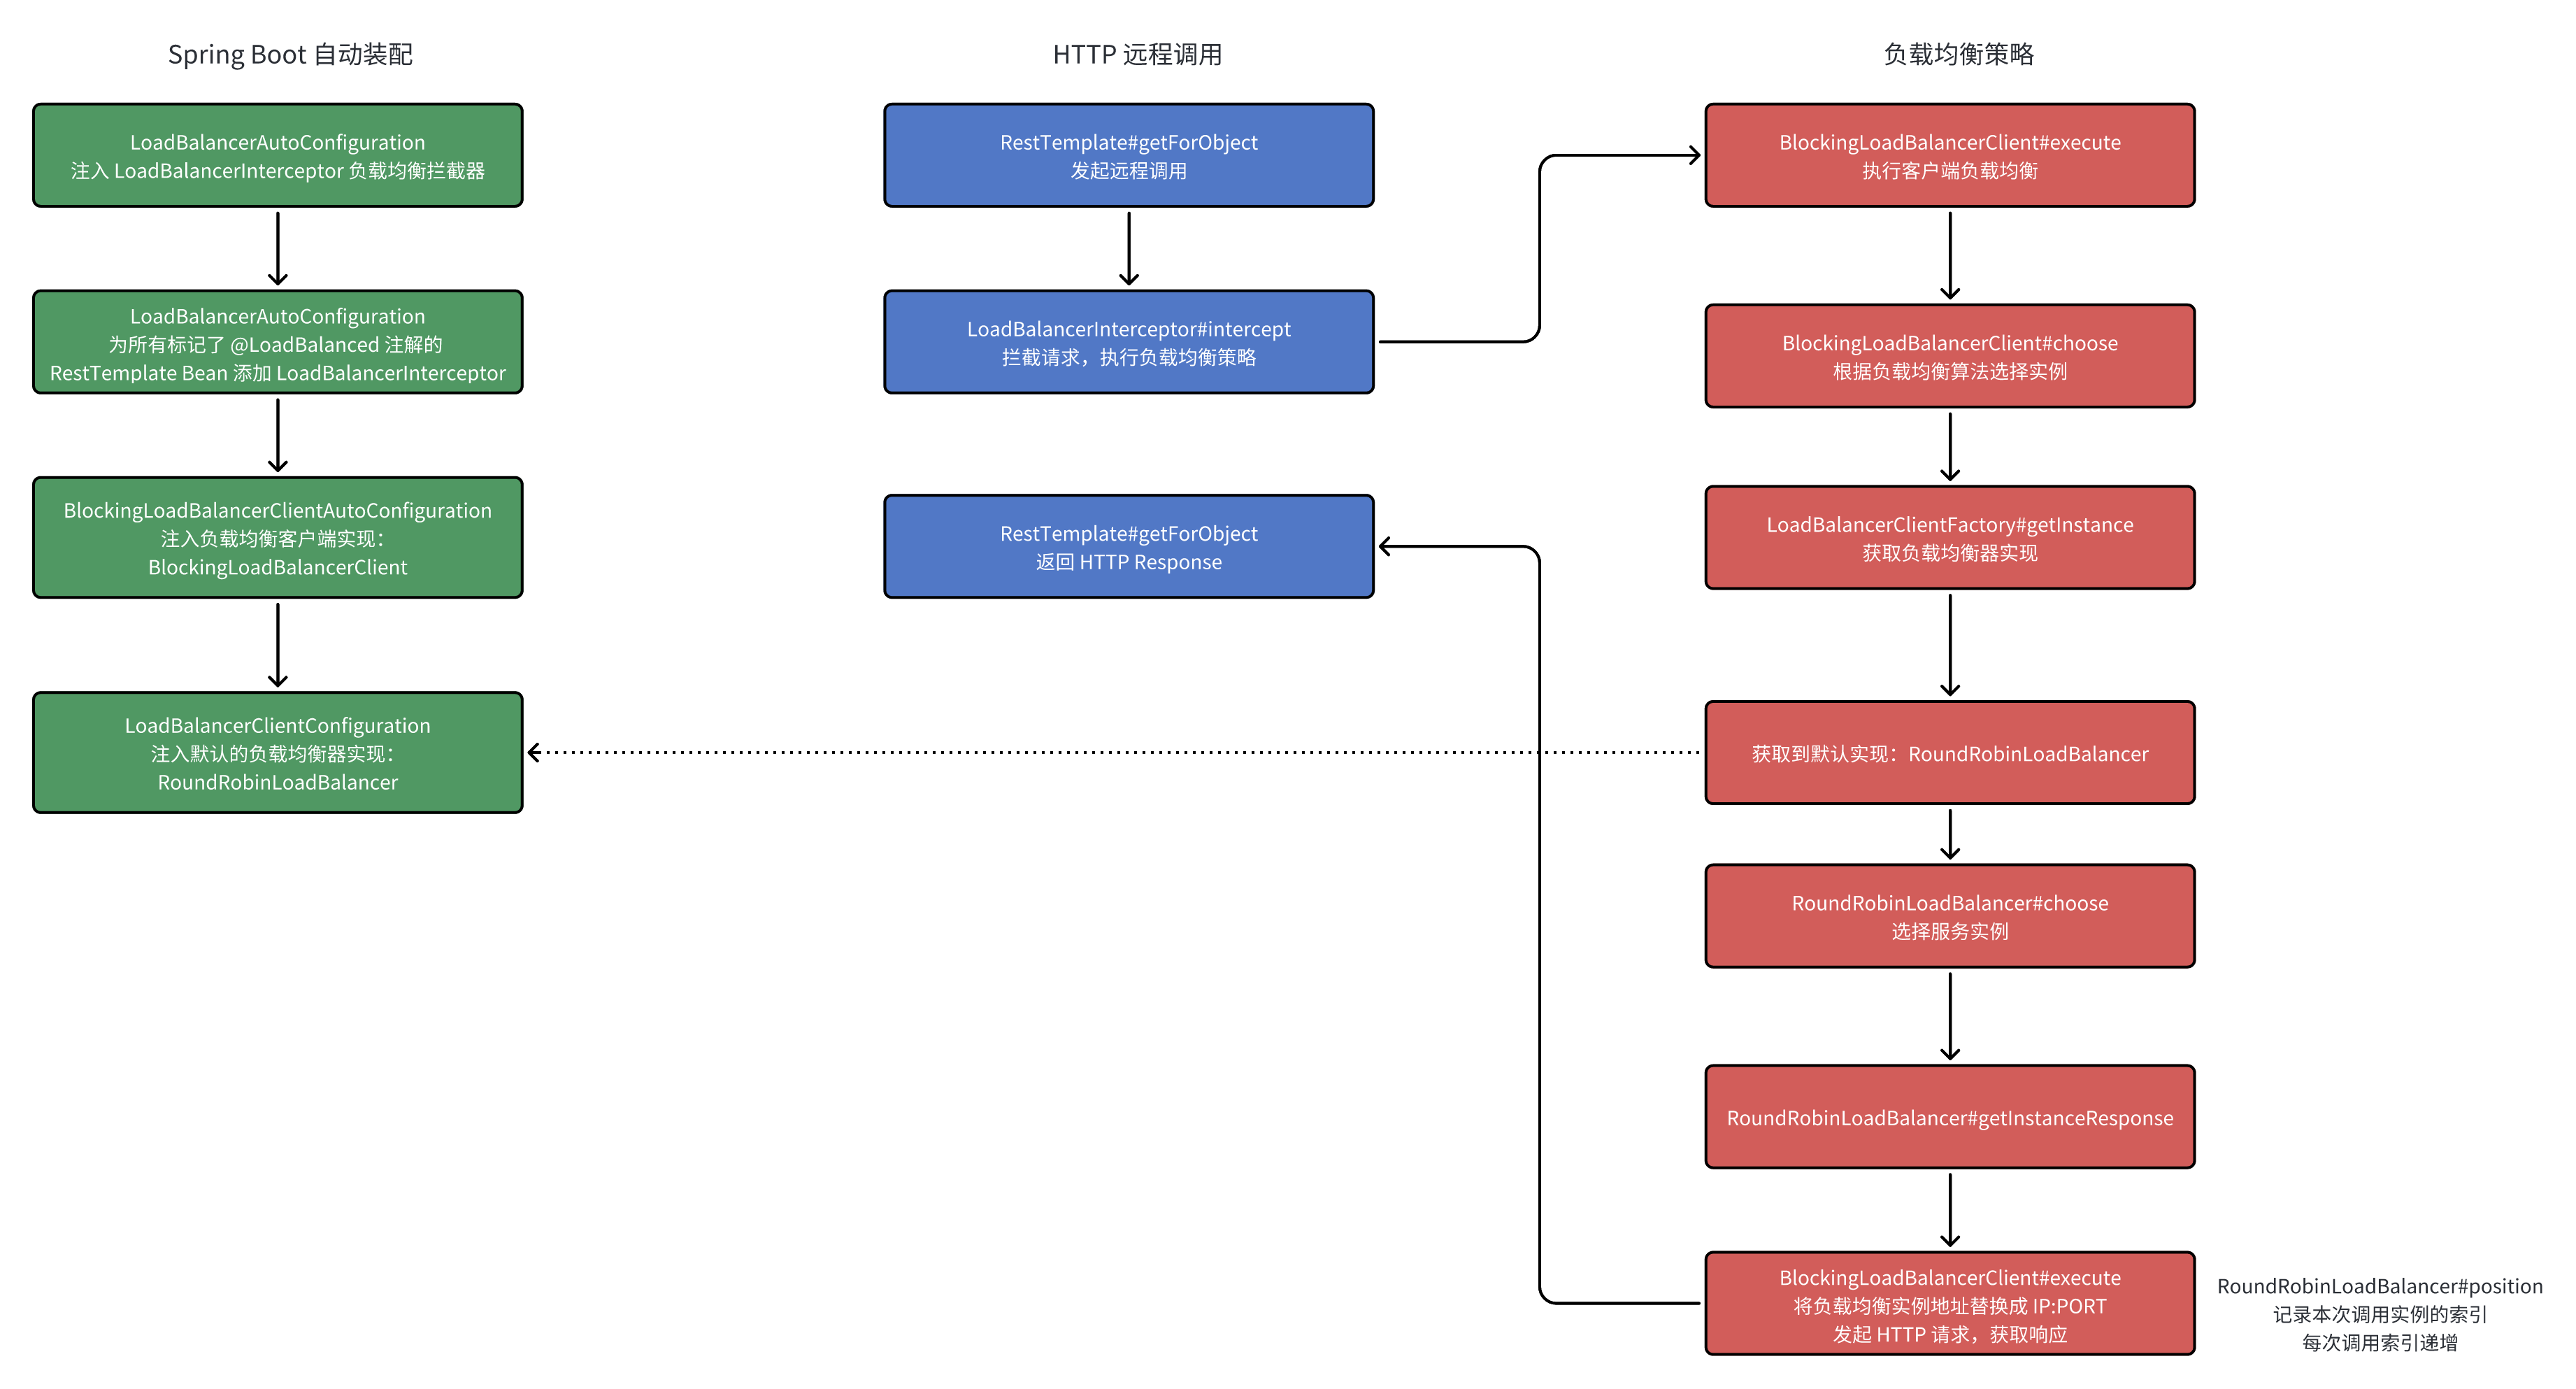 Spring Boot 自动装配
LoadBalancerAutoConfiguration
注入 LoadBalancerInterceptor 负载均衡拦截器
LoadBalancerAutoConfiguration
为所有标记了 @LoadBalanced 注解的
RestTemplate Bean 添加 LoadBalancerInterceptor
BlockingLoadBalancerClientAutoConfiguration
注入负载均衡客户端实现：
BlockingLoadBalancerClient
LoadBalancerClientConfiguration
注入默认的负载均衡器实现：
RoundRobinLoadBalancer
HTTP 远程调用
RestTemplate#getForObject
发起远程调用
LoadBalancerInterceptor#intercept
拦截请求，执行负载均衡策略
RestTemplate#getForObject
返回 HTTP Response
负载均衡策略
BlockingLoadBalancerClient#execute
执行客户端负载均衡
BlockingLoadBalancerClient#choose
根据负载均衡算法选择实例
LoadBalancerClientFactory#getInstance
获取负载均衡器实现
获取到默认实现：RoundRobinLoadBalancer
RoundRobinLoadBalancer#choose
选择服务实例
RoundRobinLoadBalancer#getInstanceResponse
BlockingLoadBalancerClient#execute
将负载均衡实例地址替换成 IP:PORT
发起 HTTP 请求，获取响应
RoundRobinLoadBalancer#position
记录本次调用实例的索引
每次调用索引递增